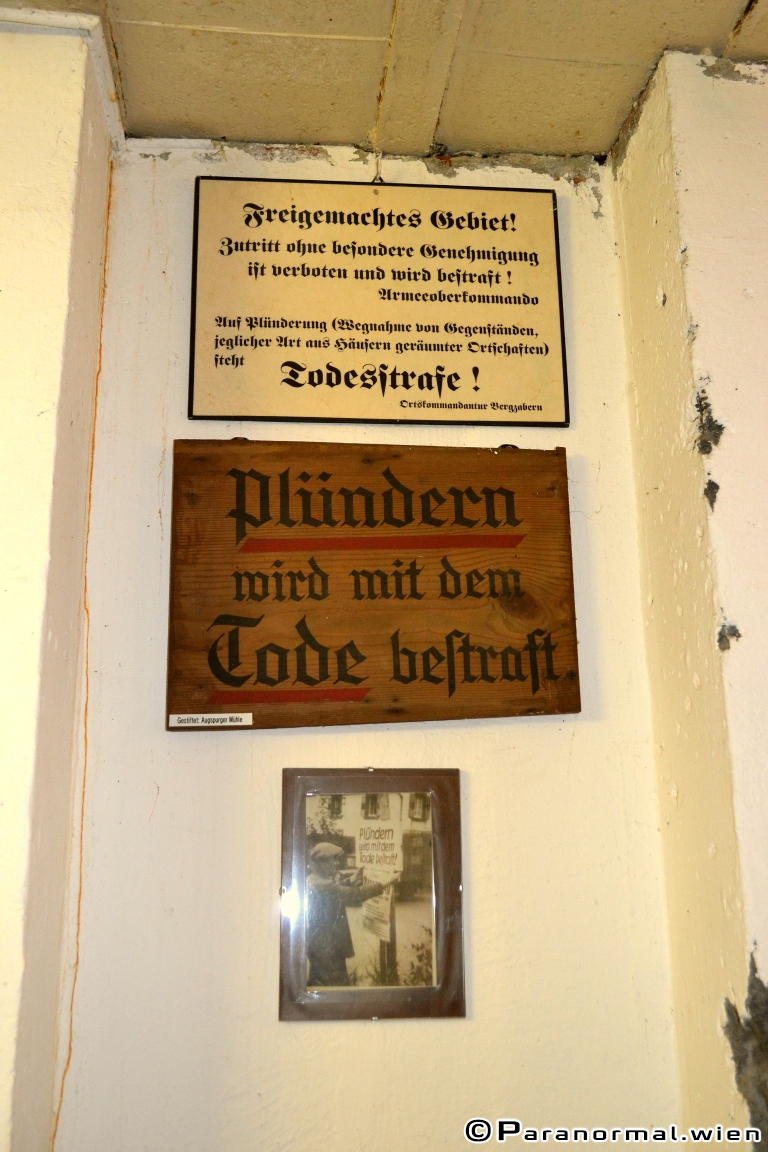 Freigemachtes Gebiet!
Zutritt ohne besondere Genehmigung
ist verboten und wird bestraft!
Armeeoberkommando
Auf Plünderung (Wegnahme von Gegenständen,
jeglicher Art aus Häusern geräumter Ortschaften)
steht
Todesstrafe!
Ortskommandantur Bergzabern
Plündern
wird mit dem
Tode bestraft.
Gestiftet: Augspurger Mühle
Plündern
wird mit dem
Tode bestraft!
©Paranormal.wien